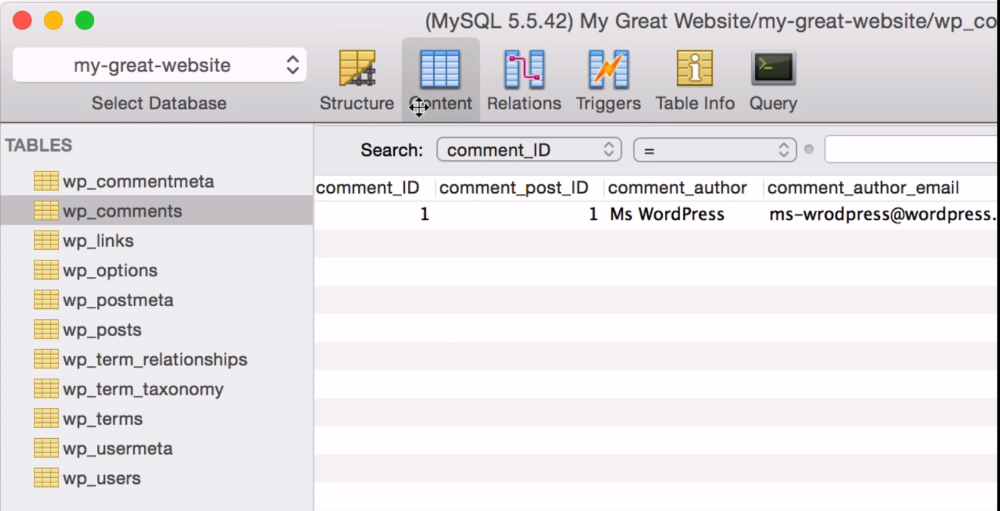 (MySQL 5.5.42) My Great Website/my-great-website/wp_co
my-great-website
Select Database
Structure Content Relations Triggers Table Info Query
TABLES
wp_commentmeta
wp_comments
wp_links
wp_options
wp_postmeta
wp_posts
wp_term_relationships
wp_term_taxonomy
wp_terms
wp_usermeta
wp_users
Search: comment_ID =
comment_ID comment_post_ID comment_author comment_author_email
1 1 Ms WordPress ms-wrodpress@wordpress.